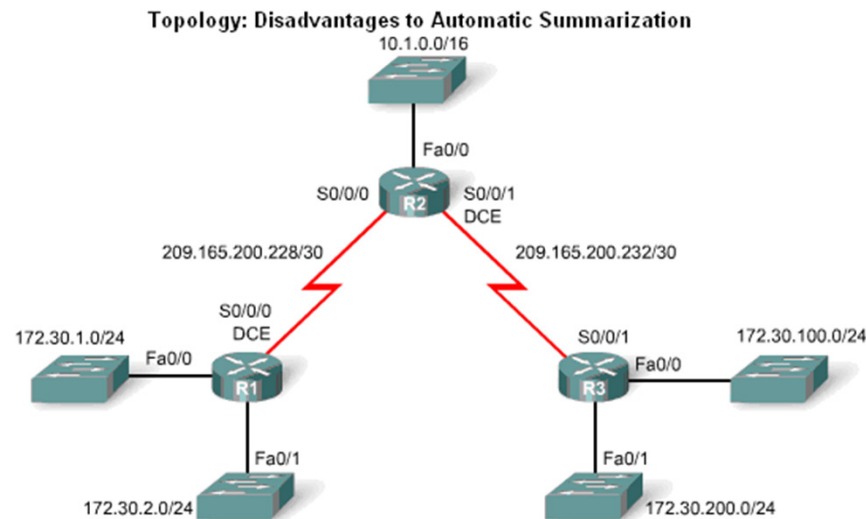 Topology: Disadvantages to Automatic Summarization
10.1.0.0/16
Fa0/0
S0/0/0
R2
S0/0/1
DCE
209.165.200.228/30
209.165.200.232/30
S0/0/0
DCE
172.30.1.0/24
Fa0/0
R1
Fa0/1
172.30.2.0/24
S0/0/1
172.30.100.0/24
Fa0/0
R3
Fa0/1
172.30.200.0/24